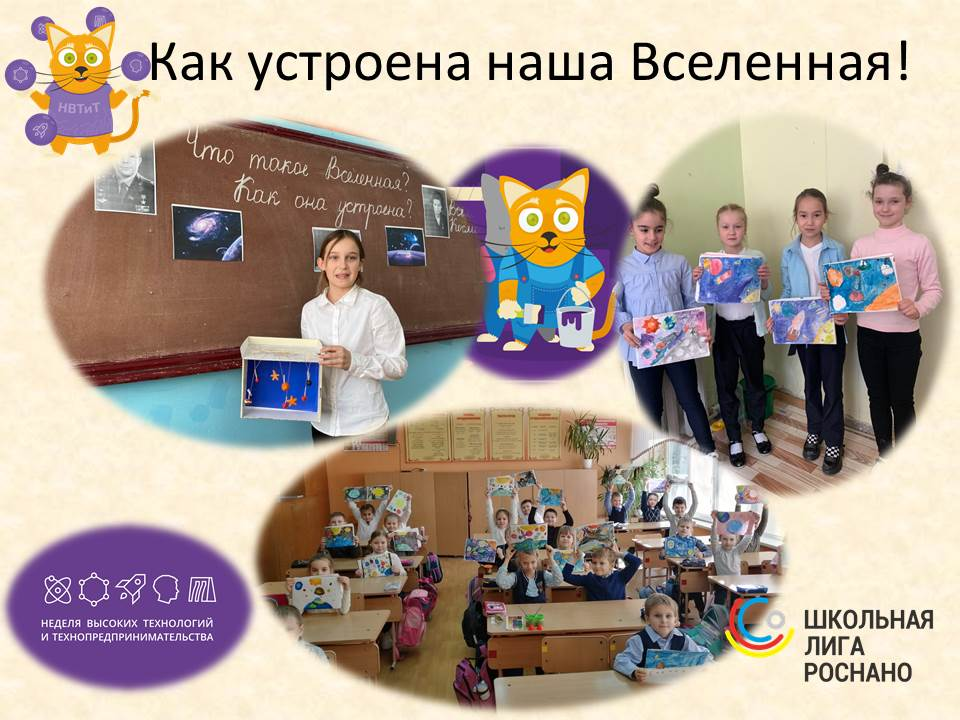 Как устроена наша Вселенная!
НВТиТ
Что такое Вселенная?
Как она устроена?
НЕДЕЛЯ ВЫСОКИХ ТЕХНОЛОГИЙ
И ТЕХНОПРЕДПРИНИМАТЕЛЬСТВА
ШКОЛЬНАЯ
ЛИГА
РОСНАНО